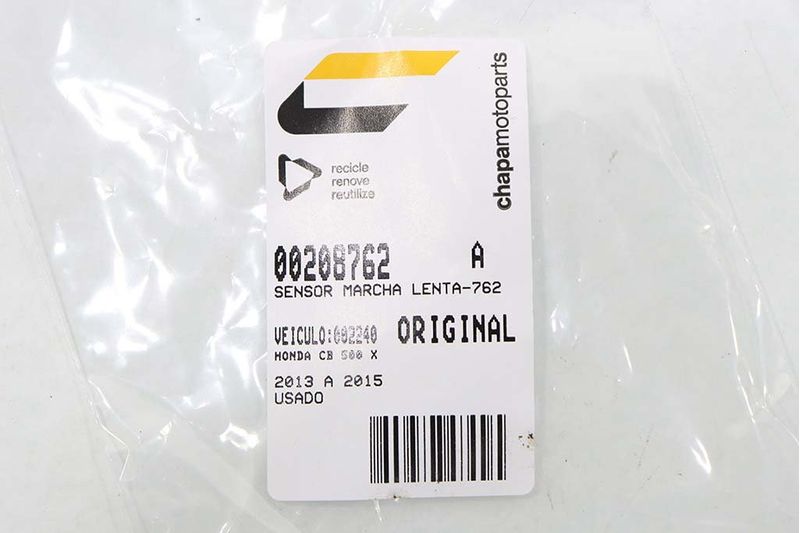 chapamotoparts
recicle
renove
reutilize
00208762 A
SENSOR MARCHA LENTA-762
VEICULO:002240 ORIGINAL
HONDA CB 500 X
2013 A 2015
USADO